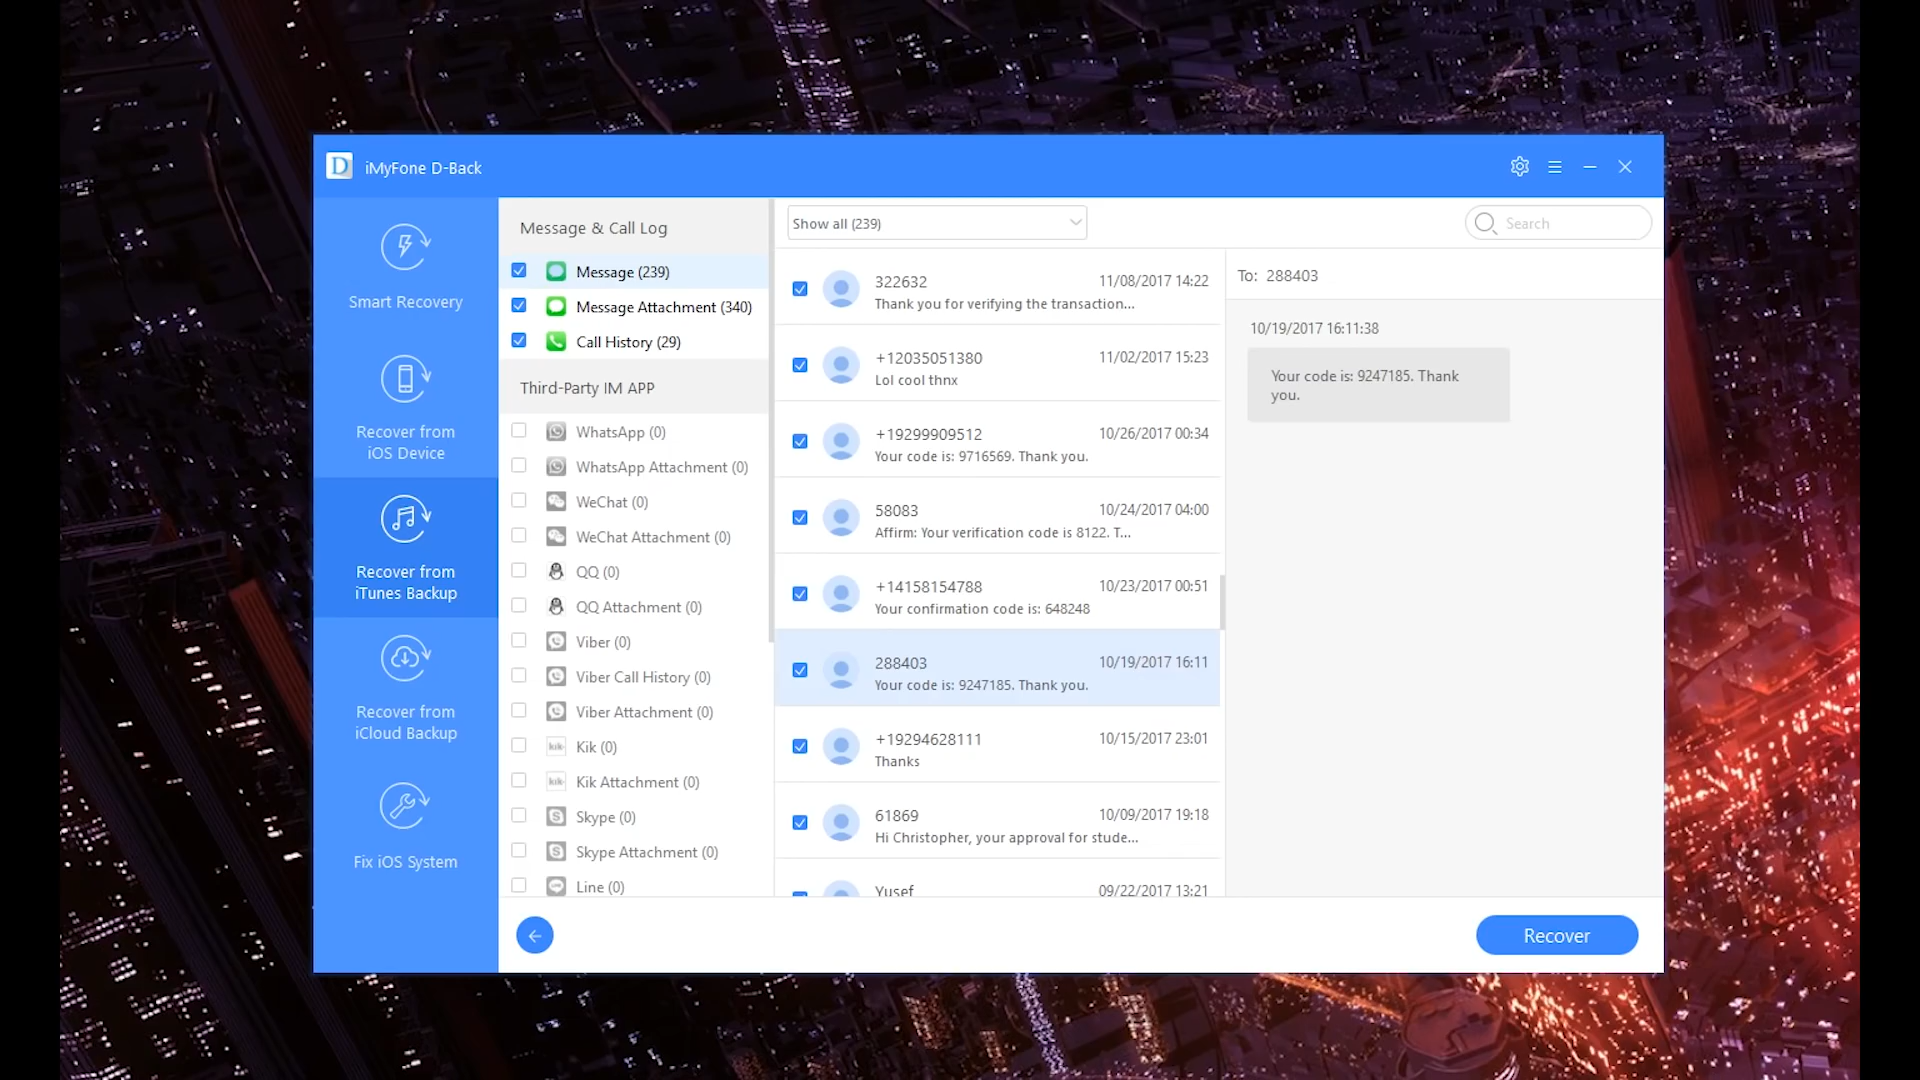 D iMyFone D-Back
Smart Recovery
Recover from
iOS Device
Recover from
iTunes Backup
Recover from
iCloud Backup
Fix iOS System
Message & Call Log
Message (239)
Message Attachment (340)
Call History (29)
Third-Party IM APP
WhatsApp (0)
WhatsApp Attachment (0)
WeChat (0)
WeChat Attachment (0)
QQ (0)
QQ Attachment (0)
Viber (0)
Viber Call History (0)
Viber Attachment (0)
kik Kik (0)
kik Kik Attachment (0)
Skype (0)
Skype Attachment (0)
Line (0)
Show all (239)
Search
322632 11/08/2017 14:22
Thank you for verifying the transaction...
+12035051380 11/02/2017 15:23
Lol cool thnx
+19299909512 10/26/2017 00:34
Your code is: 9716569. Thank you.
58083 10/24/2017 04:00
Affirm: Your verification code is 8122. T...
+14158154788 10/23/2017 00:51
Your confirmation code is: 648248
288403 10/19/2017 16:11
Your code is: 9247185. Thank you.
+19294628111 10/15/2017 23:01
Thanks
61869 10/09/2017 19:18
Hi Christopher, your approval for stude...
Yusef 09/22/2017 13:21
To: 288403
10/19/2017 16:11:38
Your code is: 9247185. Thank
you.
Recover